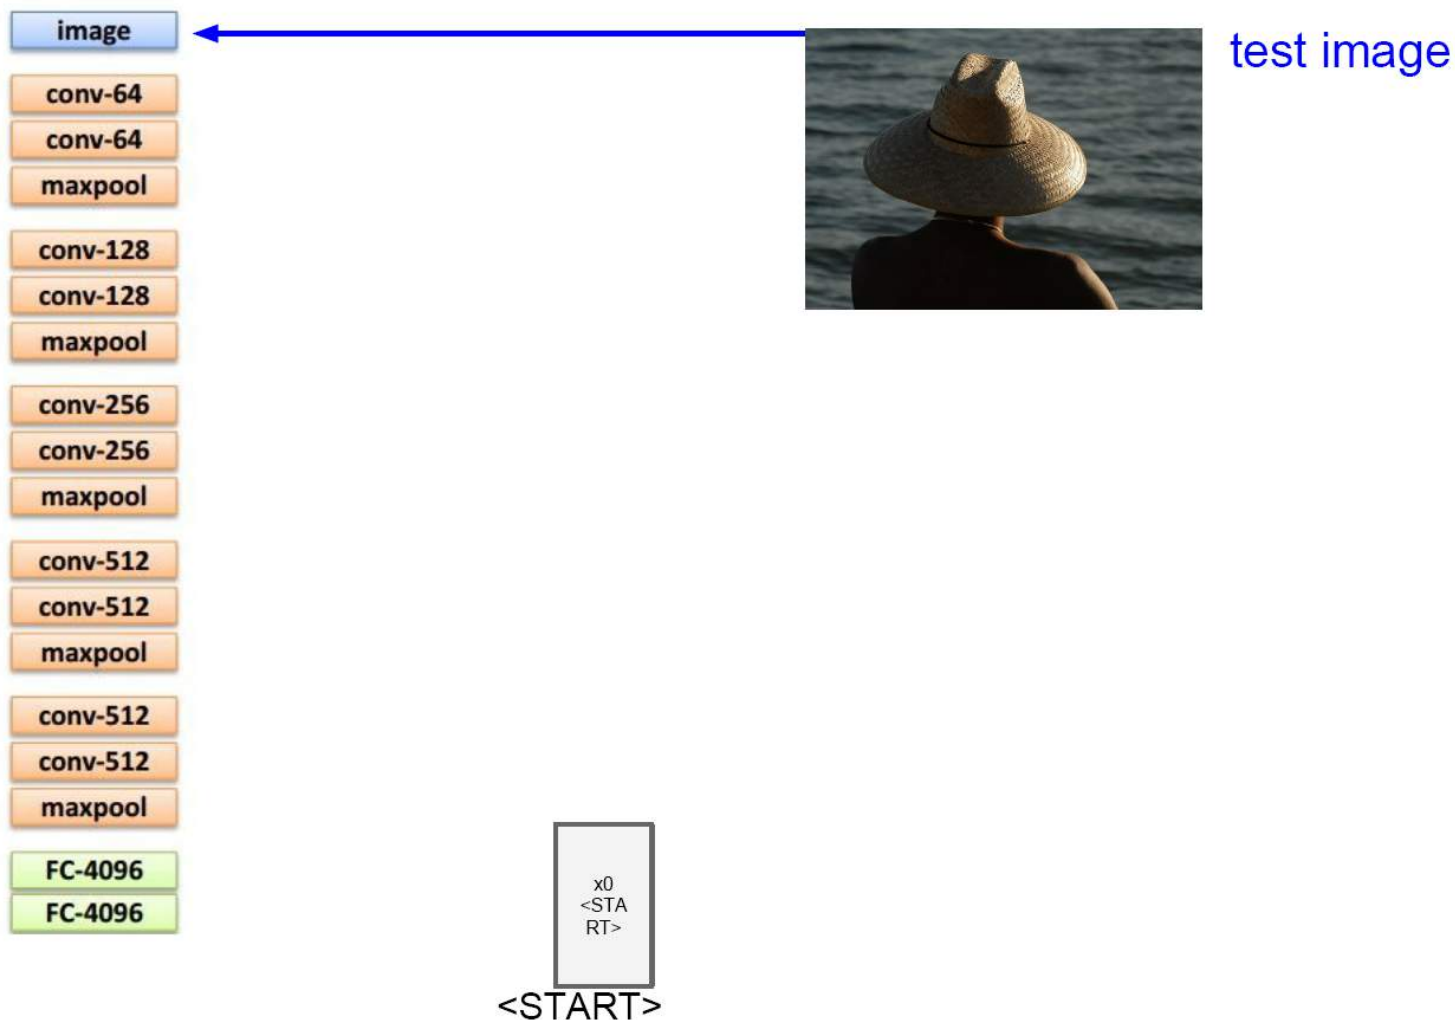 image
test image
conv-64
conv-64
maxpool
conv-128
conv-128
maxpool
conv-256
conv-256
maxpool
conv-512
conv-512
maxpool
conv-512
conv-512
maxpool
FC-4096
FC-4096
x0
<STA
RT>
<START>